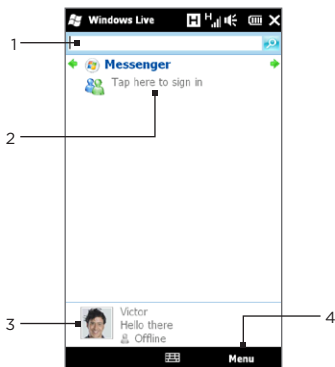 Windows Live H H
1
Messenger
Tap here to sign in
2
Victor
Hello there
Offline
3
4
Menu